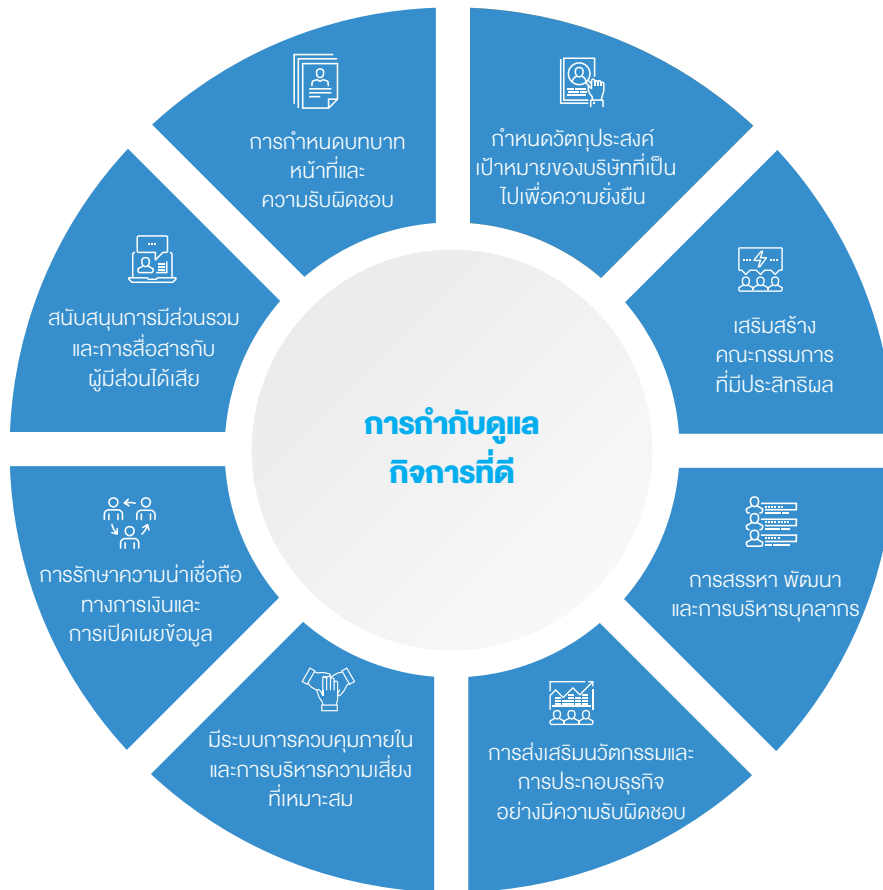 การกำหนดบทบาท
หน้าที่และ
ความรับผิดชอบ
กำหนดวัตถุประสงค์
เป้าหมายของบริษัทที่เป็น
ไปเพื่อความยั่งยืน
เสริมสร้าง
คณะกรรมการ
ที่มีประสิทธิผล
การสรรหา พัฒนา
และการบริหารบุคลากร
การส่งเสริมนวัตกรรมและ
การประกอบธุรกิจ
อย่างมีความรับผิดชอบ
มีระบบการควบคุมภายใน
และการบริหารความเสี่ยง
ที่เหมาะสม
การรักษาความน่าเชื่อถือ
ทางการเงินและ
การเปิดเผยข้อมูล
สนับสนุนการมีส่วนรวม
และการสื่อสารกับ
ผู้มีส่วนได้เสีย
การกำกับดูแล
กิจการที่ดี